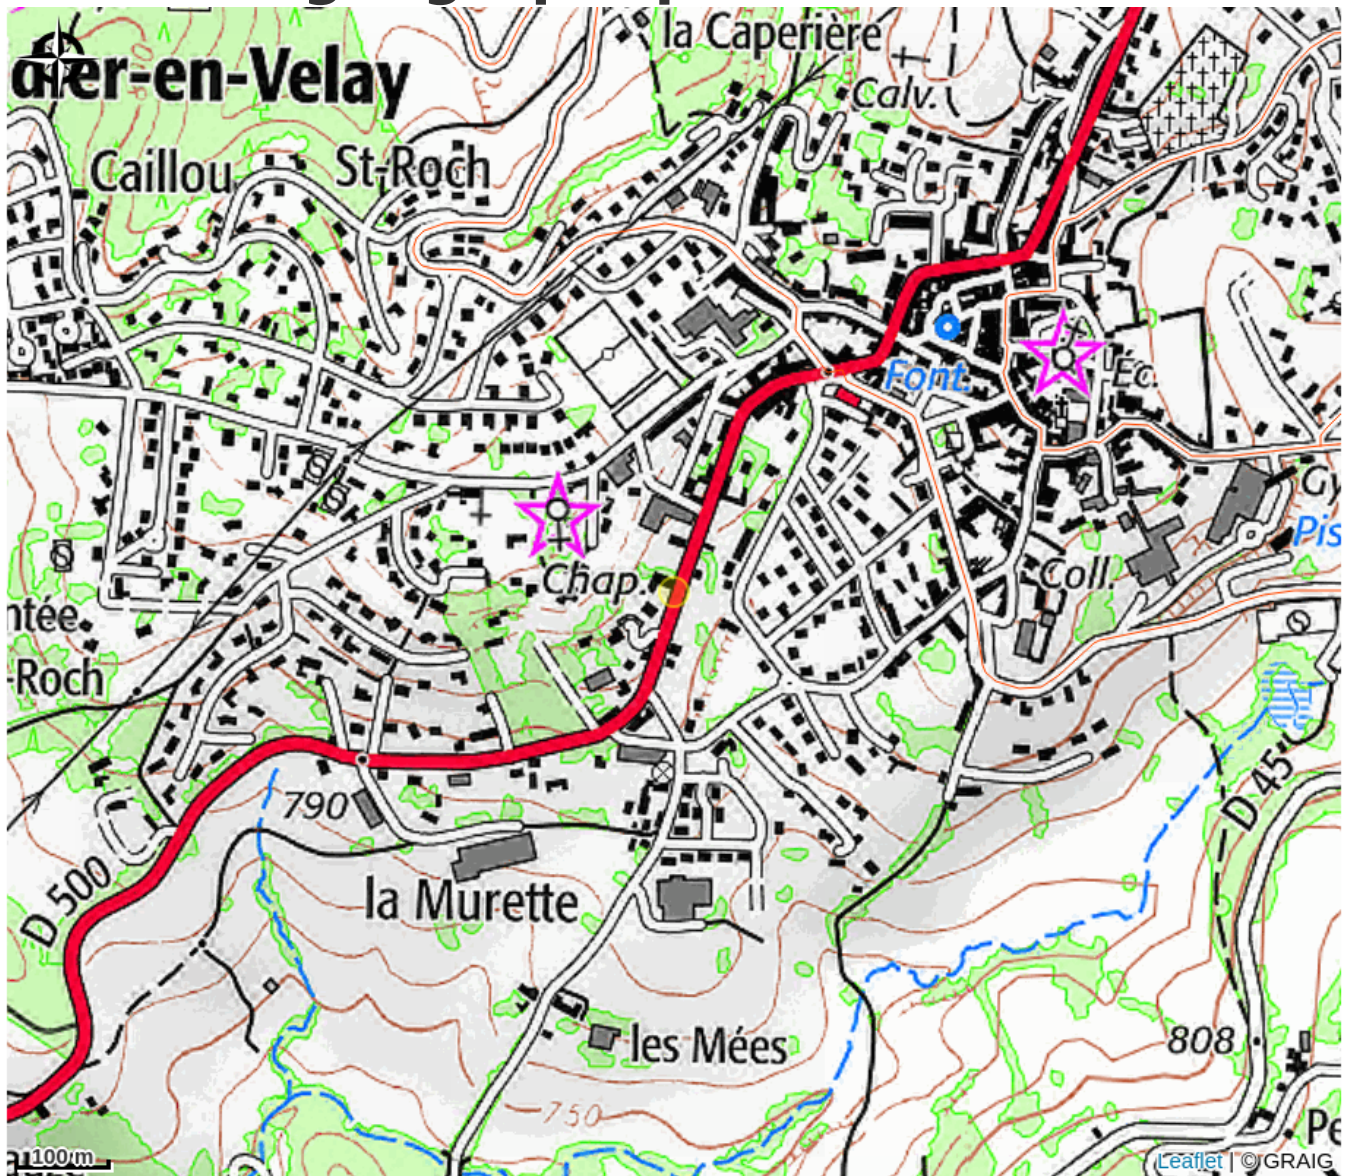 la Caperière
dier-en-Velay
Calv.
Caillou
St-Roch
Font.
Éc.
Gy
Pis
Chap.
Coll.
ntée
-Roch
D 45
790
D 500
la Murette
808
les Mées
750
Pe
100 m
Leaflet | © GRAIG